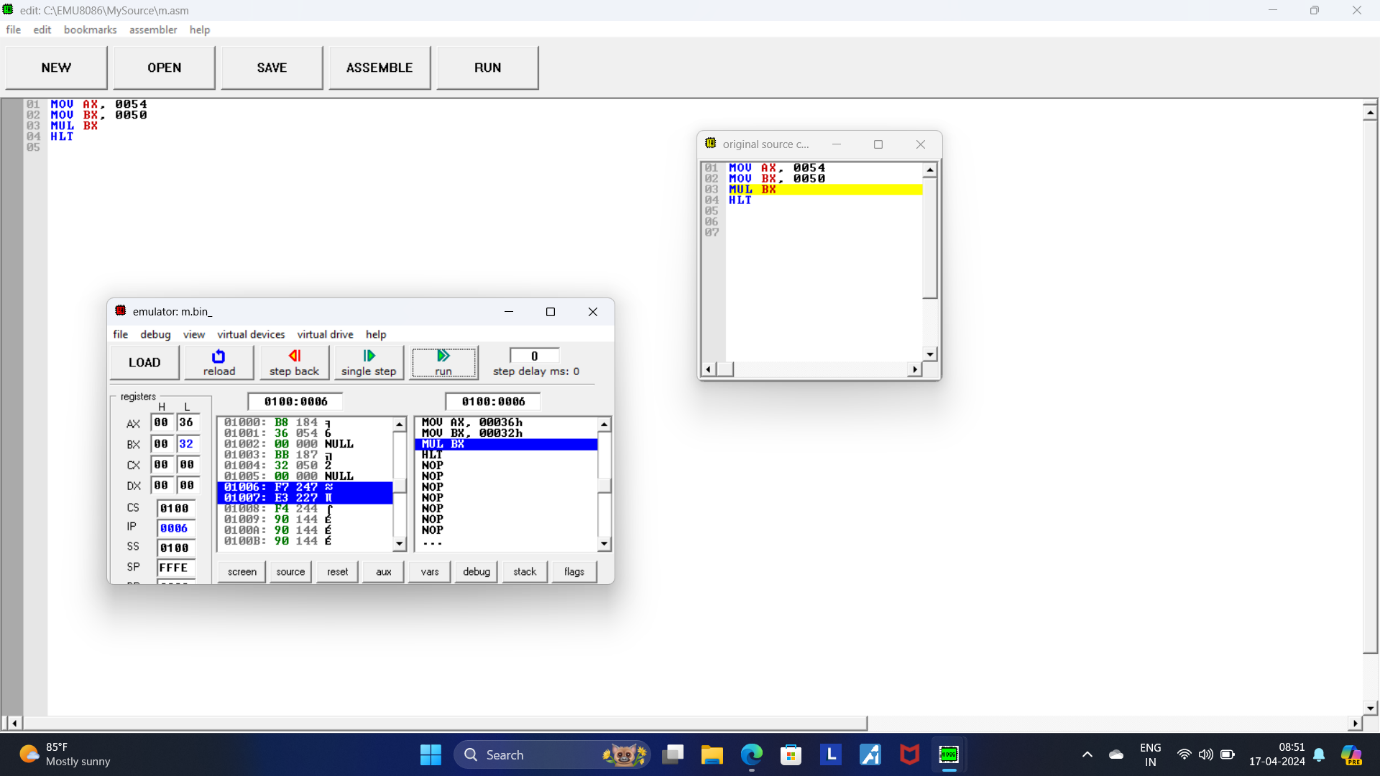 edit: C:\EMU8086\MySource\m.asm
file edit bookmarks assembler help
NEW OPEN SAVE ASSEMBLE RUN
01 MOV AX, 0054
02 MOV BX, 0050
03 MUL BX
04 HLT
05
original source c...
01 MOV AX, 0054
02 MOV BX, 0050
03 MUL BX
04 HLT
05
06
07
emulator: m.bin_
file debug view virtual devices virtual drive help
LOAD reload step back single step run 0
step delay ms: 0
registers
H L
AX 00 36
BX 00 32
CX 00 00
DX 00 00
CS 0100
IP 0006
SS 0100
SP FFFE
0100:0006
01000: B8 184 ╕
01001: 36 054 6
01002: 00 000 NULL
01003: BB 187 ╗
01004: 32 050 2
01005: 00 000 NULL
01006: F7 247 ≈
01007: E3 227 π
01008: F4 244 ⌠
01009: 90 144 É
0100A: 90 144 É
0100B: 90 144 É
0100:0006
MOV AX, 00036h
MOV BX, 00032h
MUL BX
HLT
NOP
NOP
NOP
NOP
NOP
NOP
NOP
...
screen source reset aux vars debug stack flags
85°F
Mostly sunny
Search
L
ENG
IN
08:51
17-04-2024
PRE